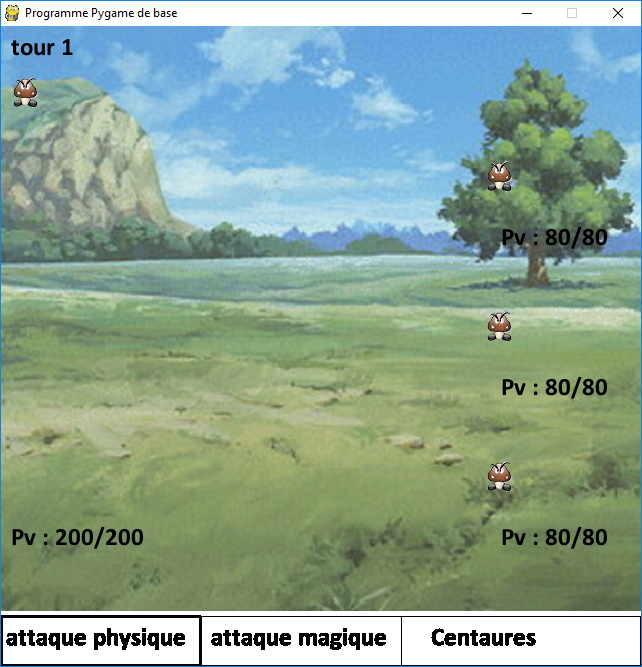 Programme Pygame de base
tour 1
Pv : 80/80
Pv : 80/80
Pv : 200/200
Pv : 80/80
attaque physique
attaque magique
Centaures